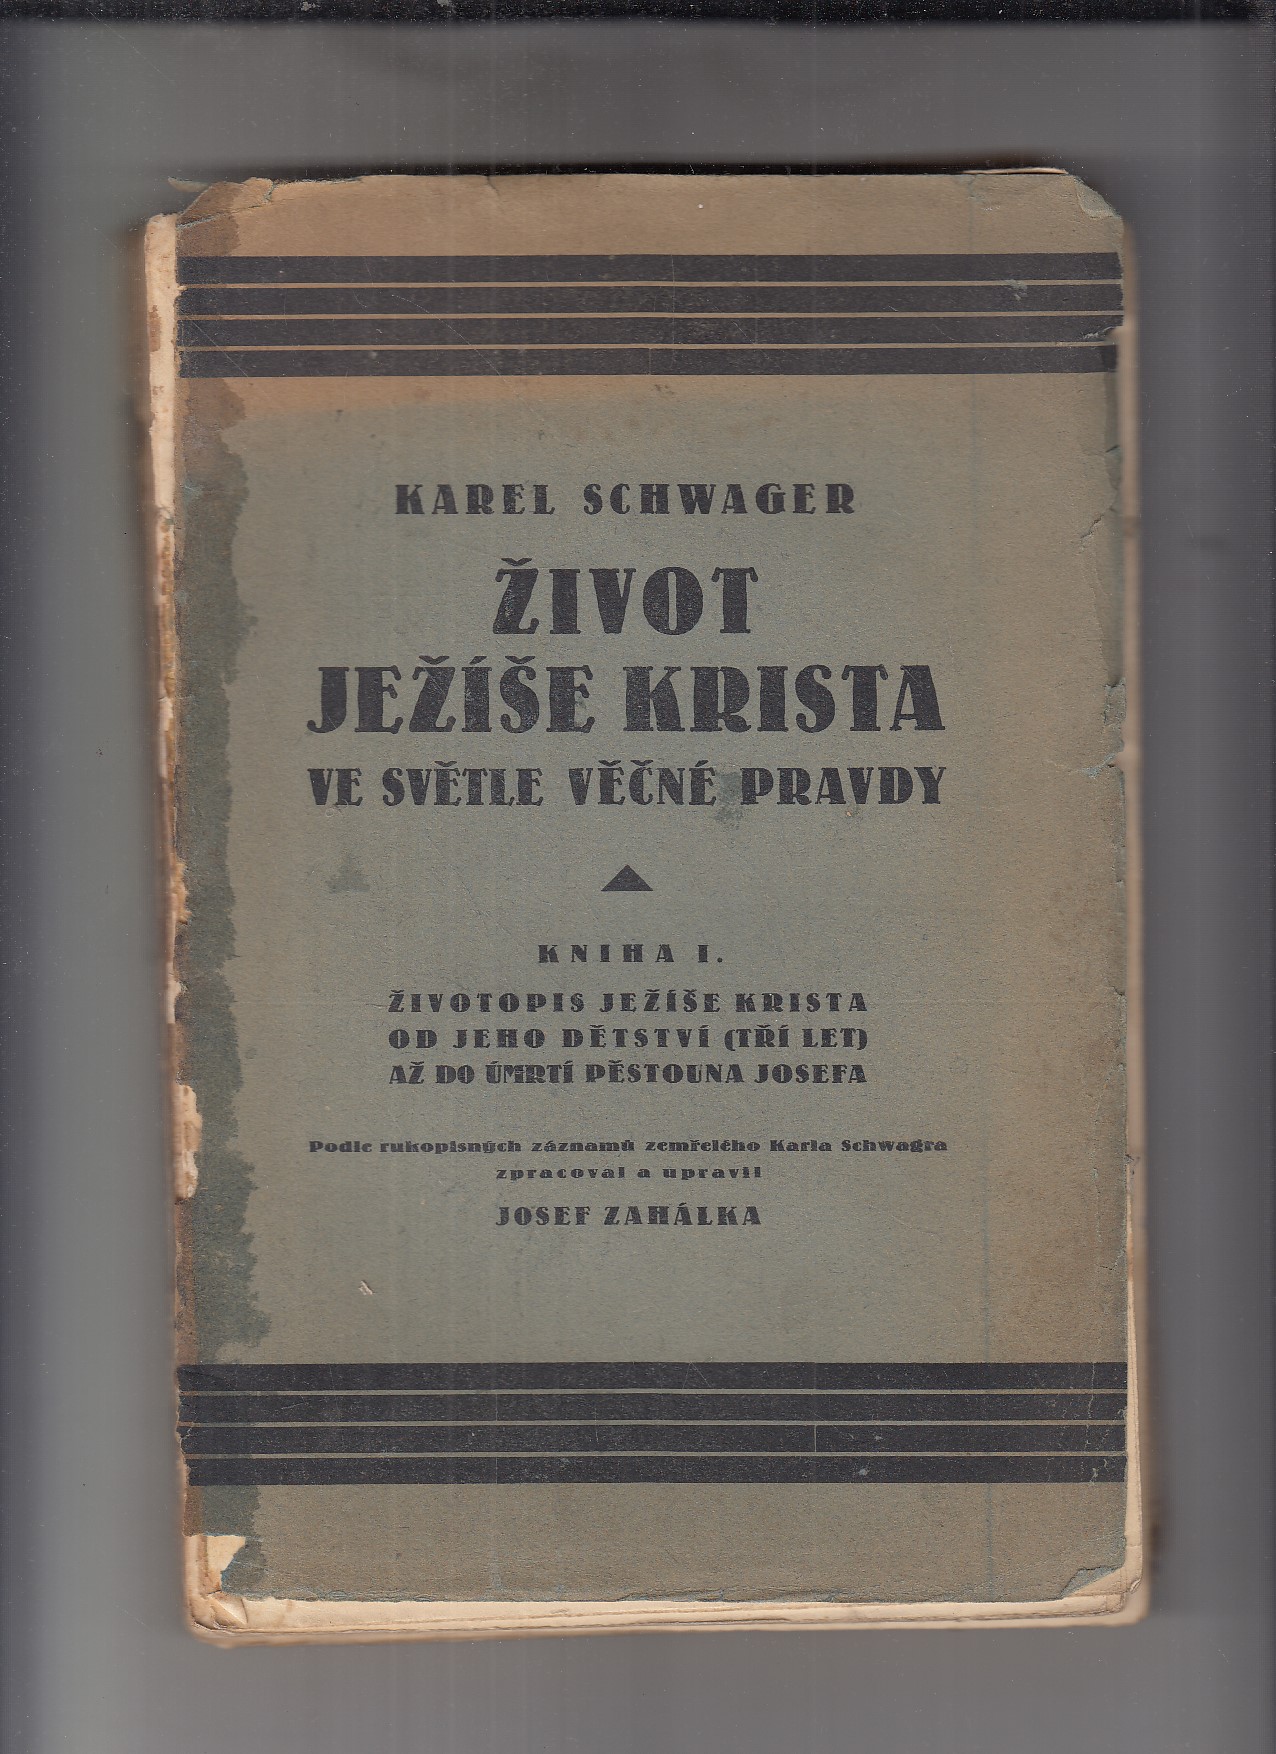 KAREL SCHWAGER
ŽIVOT
JEŽÍŠE KRISTA
VE SVĚTLE VĚČNÉ PRAVDY
KNIHA I.
ŽIVOTOPIS JEŽÍŠE KRISTA
OD JEHO DĚTSTVÍ (TŘÍ LET)
AŽ DO ÚMRTÍ PĚSTOUNA JOSEFA
Podle rukopisných záznamů zemřelého Karla Schwagra
zpracoval a upravil
JOSEF ZAHÁLKA